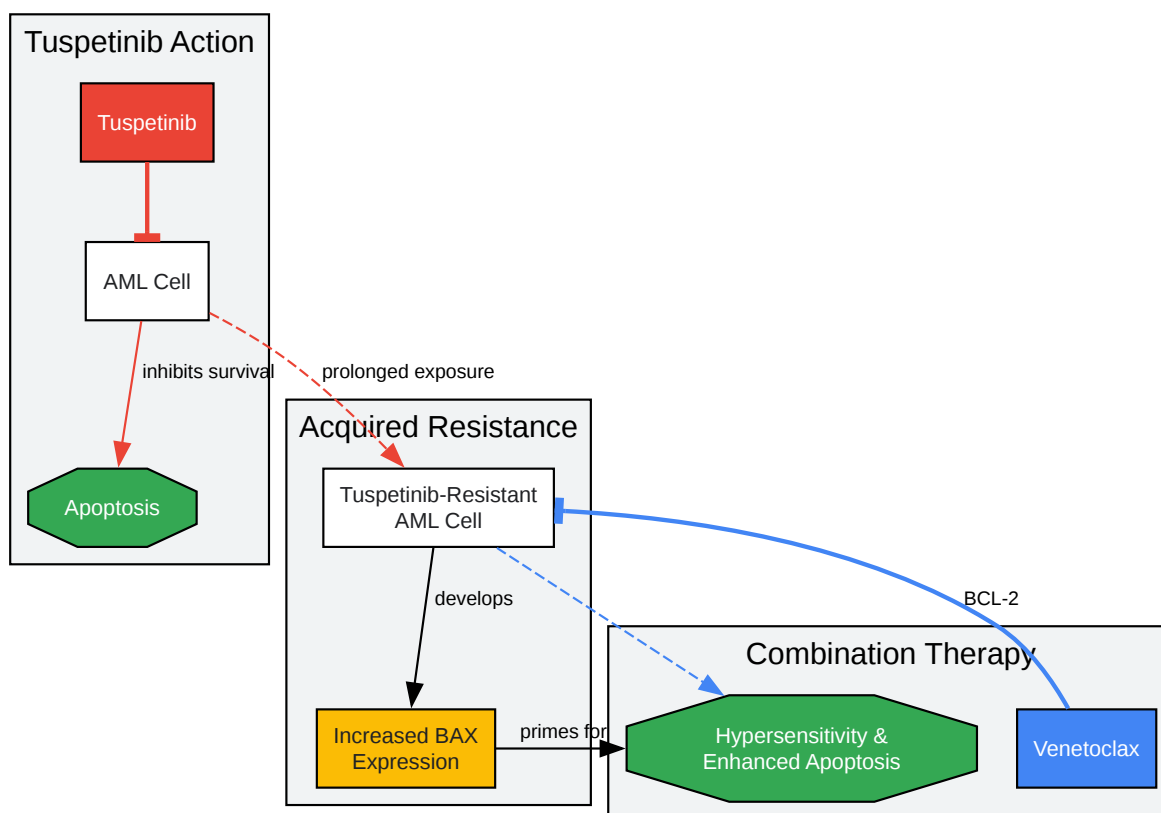 Tuspetinib Action
Tuspetinib
AML Cell
inhibits survival
prolonged exposure
Apoptosis
Acquired Resistance
Tuspetinib-Resistant
AML Cell
develops
BCL-2
Increased BAX
Expression
primes for
Combination Therapy
Hypersensitivity &
Enhanced Apoptosis
Venetoclax